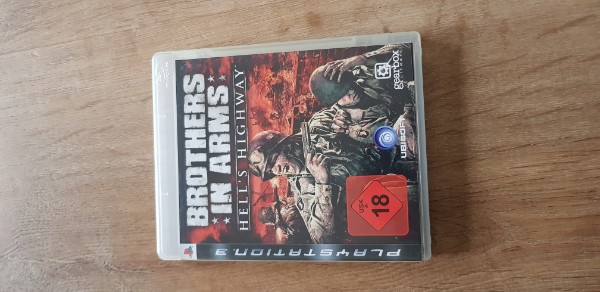 PLAYSTATION 3
BROTHERS
IN ARMS
HELL'S HIGHWAY
USK
18
UBISOFT
gearbox